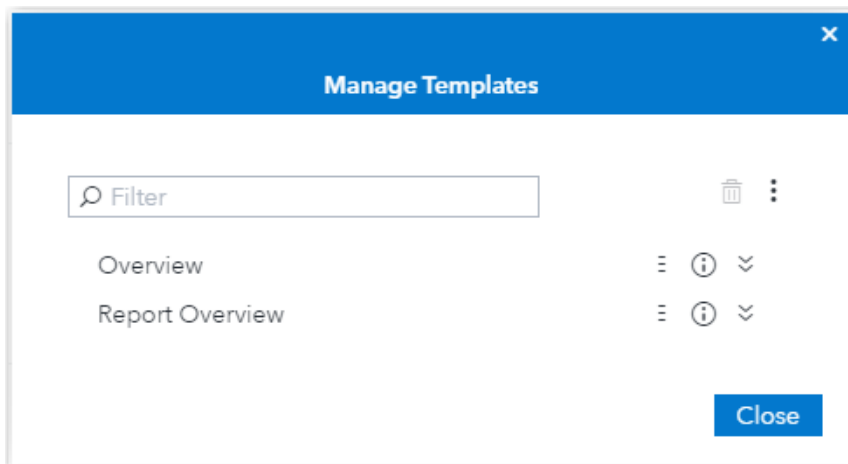 Manage Templates
Filter
Overview
Report Overview
Close